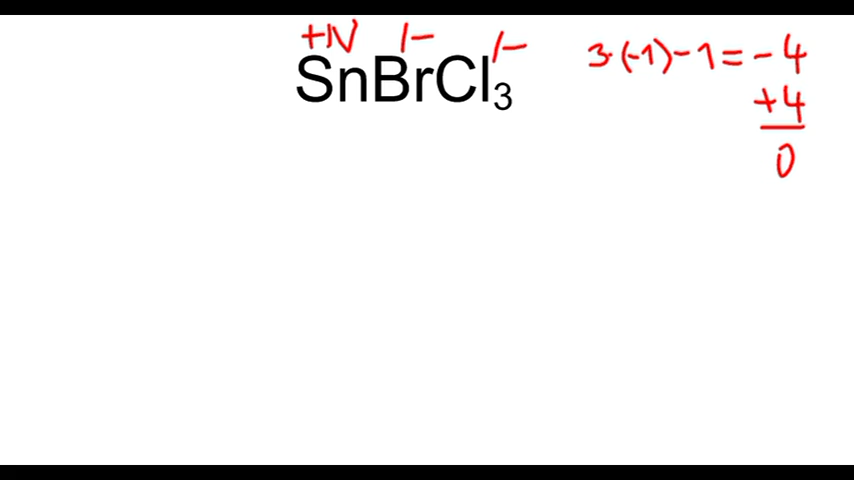 +IV 1- 1-
SnBrCl₃
3·(-1)-1=-4
+4
0